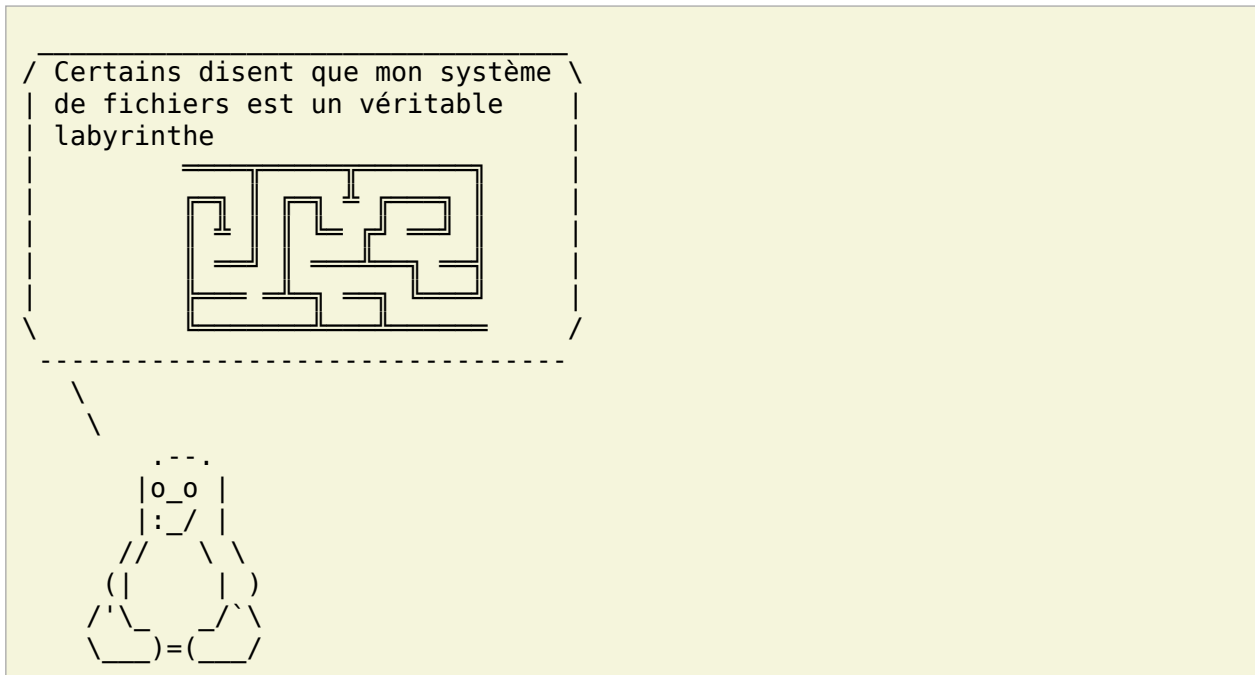 Certains disent que mon système
de fichiers est un véritable
labyrinthe